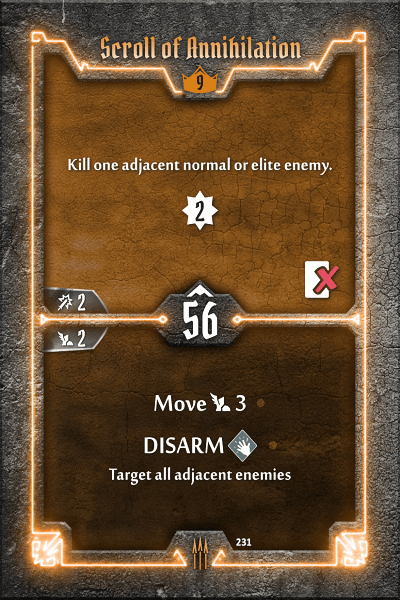 Scroll of Annihilation
9
Kill one adjacent normal or elite enemy.
2
2
56
2
Move 3
DISARM
Target all adjacent enemies
231